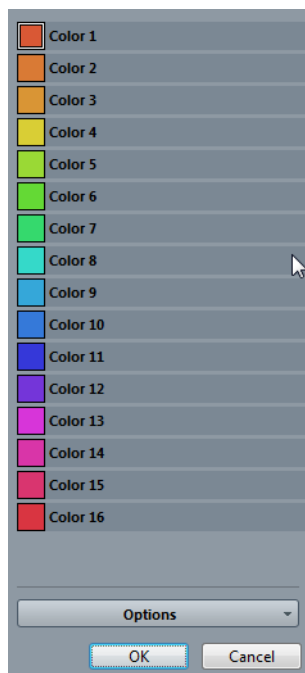 Color 1
Color 2
Color 3
Color 4
Color 5
Color 6
Color 7
Color 8
Color 9
Color 10
Color 11
Color 12
Color 13
Color 14
Color 15
Color 16
Options
OK Cancel